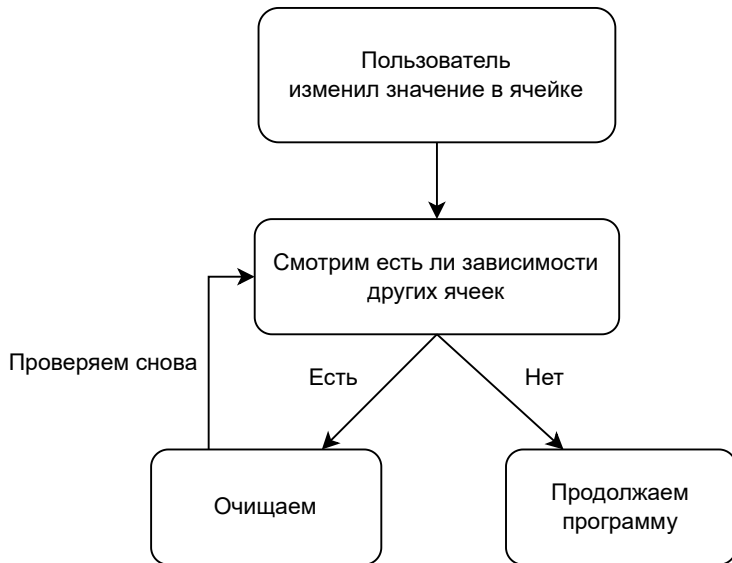 Пользователь
изменил значение в ячейке
Смотрим есть ли зависимости
других ячеек
Проверяем снова
Есть
Нет
Очищаем
Продолжаем
программу